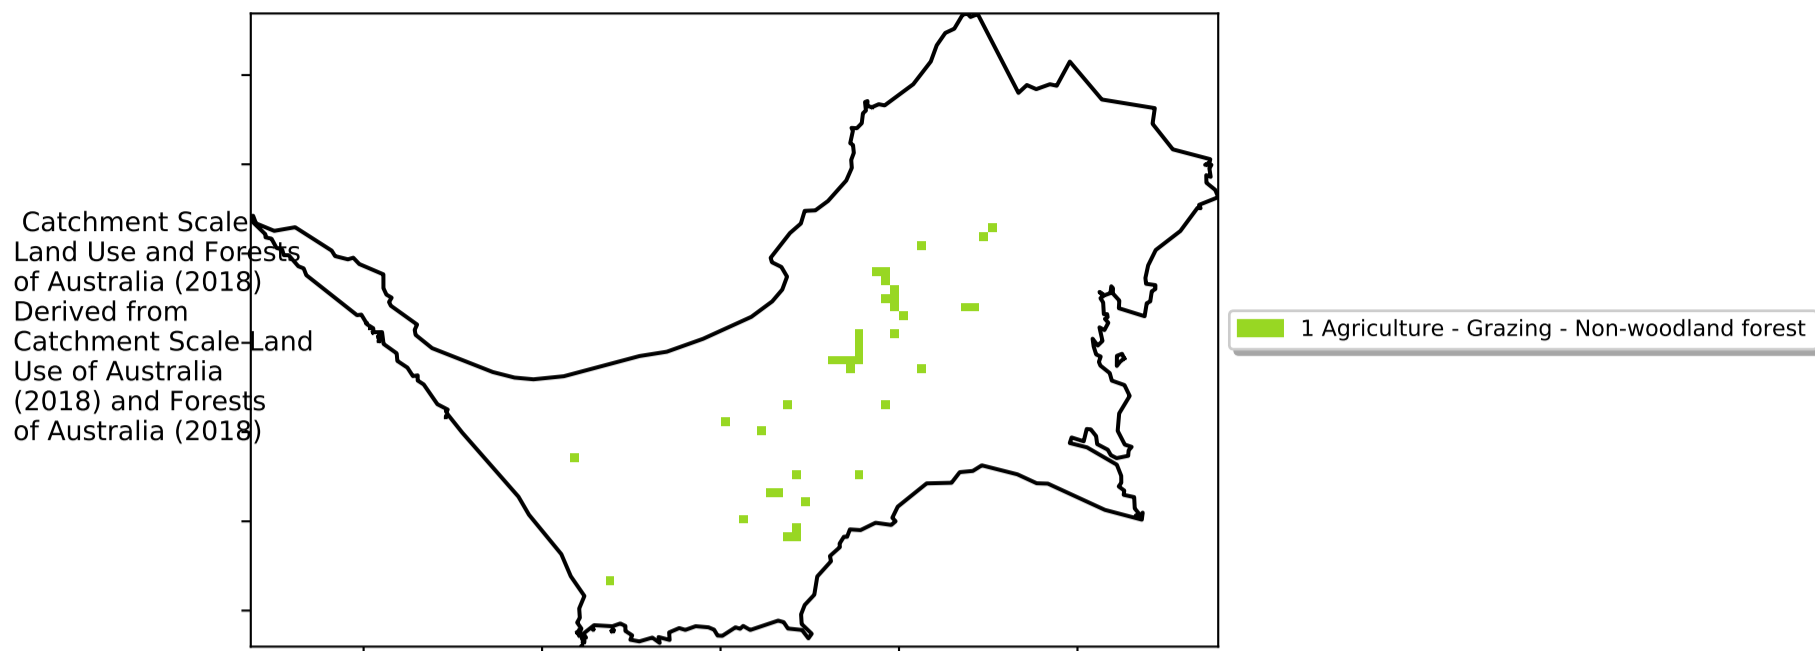 Catchment Scale
Land Use and Forests
of Australia (2018)
Derived from
Catchment Scale Land
Use of Australia
(2018) and Forests
of Australia (2018)
1 Agriculture - Grazing - Non-woodland forest